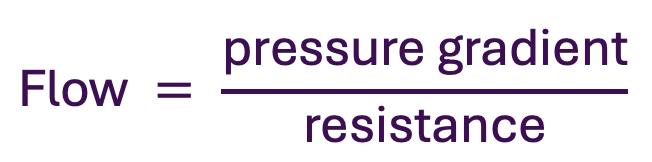 Flow = pressure gradient
resistance